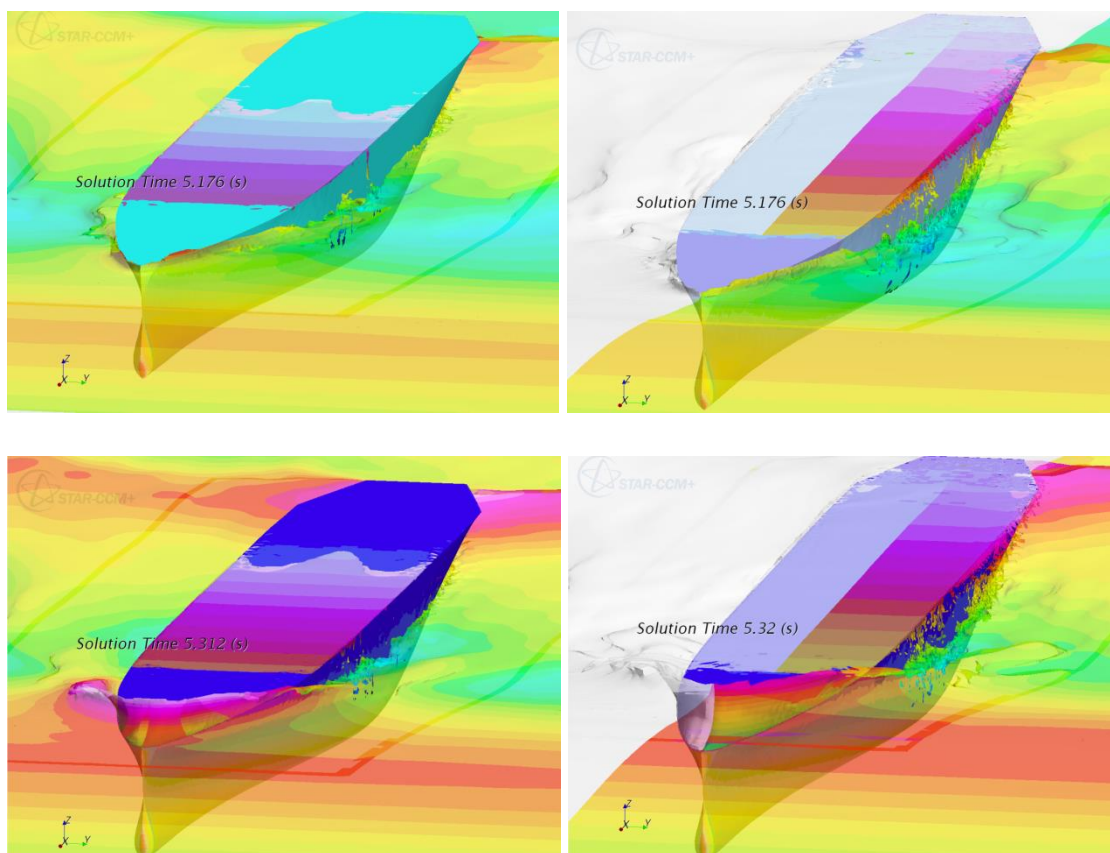 STAR-CCM+
STAR-CCM+
Solution Time 5.176 (s)
Solution Time 5.176 (s)
Z
X Y
Z
X Y
STAR-CCM+
STAR-CCM+
Solution Time 5.312 (s)
Solution Time 5.32 (s)
Z
X Y
Z
X Y